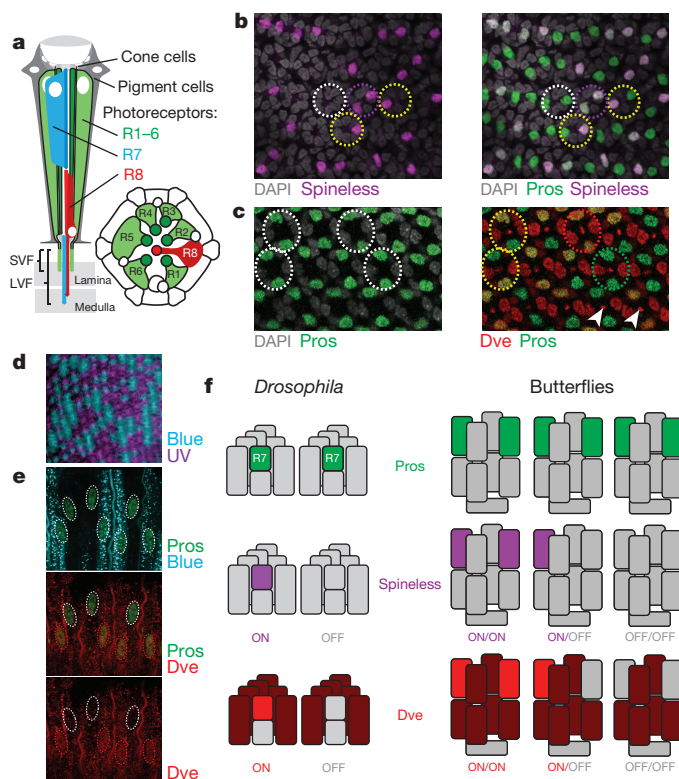 a
Cone cells
Pigment cells
Photoreceptors:
R1–6
R7
R8
R4
R3
R5
R2
R8
R6
R1
SVF
LVF
Lamina
Medulla
b
DAPI Spineless
DAPI Pros Spineless
c
DAPI Pros
Dve Pros
d
Blue
UV
e
Pros
Blue
Pros
Dve
Dve
f
Drosophila
Butterflies
R7
R7
Pros
Spineless
ON
OFF
ON/ON
ON/OFF
OFF/OFF
Dve
ON
OFF
ON/ON
ON/OFF
OFF/OFF